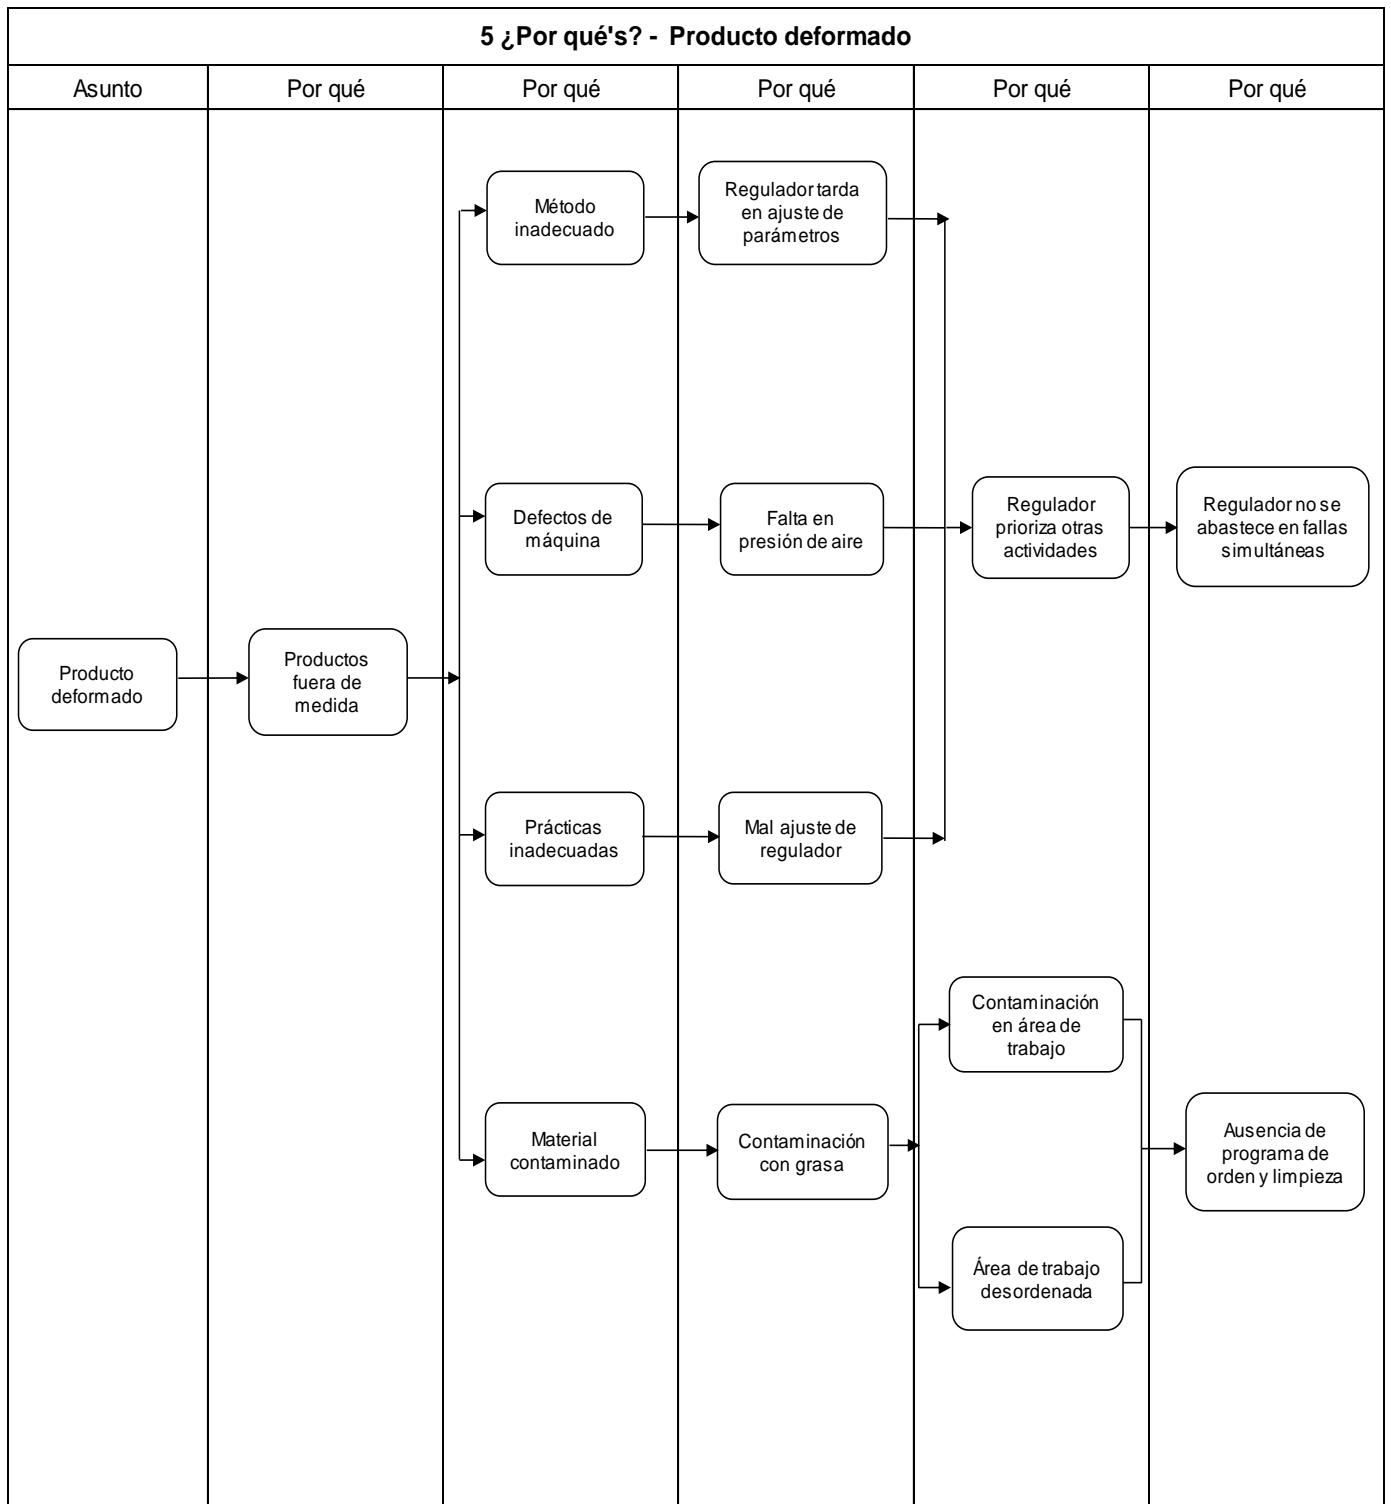 5 ¿Por qué's? - Producto deformado
Asunto
Por qué
Por qué
Por qué
Por qué
Por qué
Producto
deformado
Productos
fuera de
medida
Método
inadecuado
Regulador tarda
en ajuste de
parámetros
Defectos de
máquina
Falta en
presión de aire
Regulador
prioriza otras
actividades
Regulador no se
abastece en fallas
simultáneas
Prácticas
inadecuadas
Mal ajuste de
regulador
Material
contaminado
Contaminación
con grasa
Contaminación
en área de
trabajo
Área de trabajo
desordenada
Ausencia de
programa de
orden y limpieza